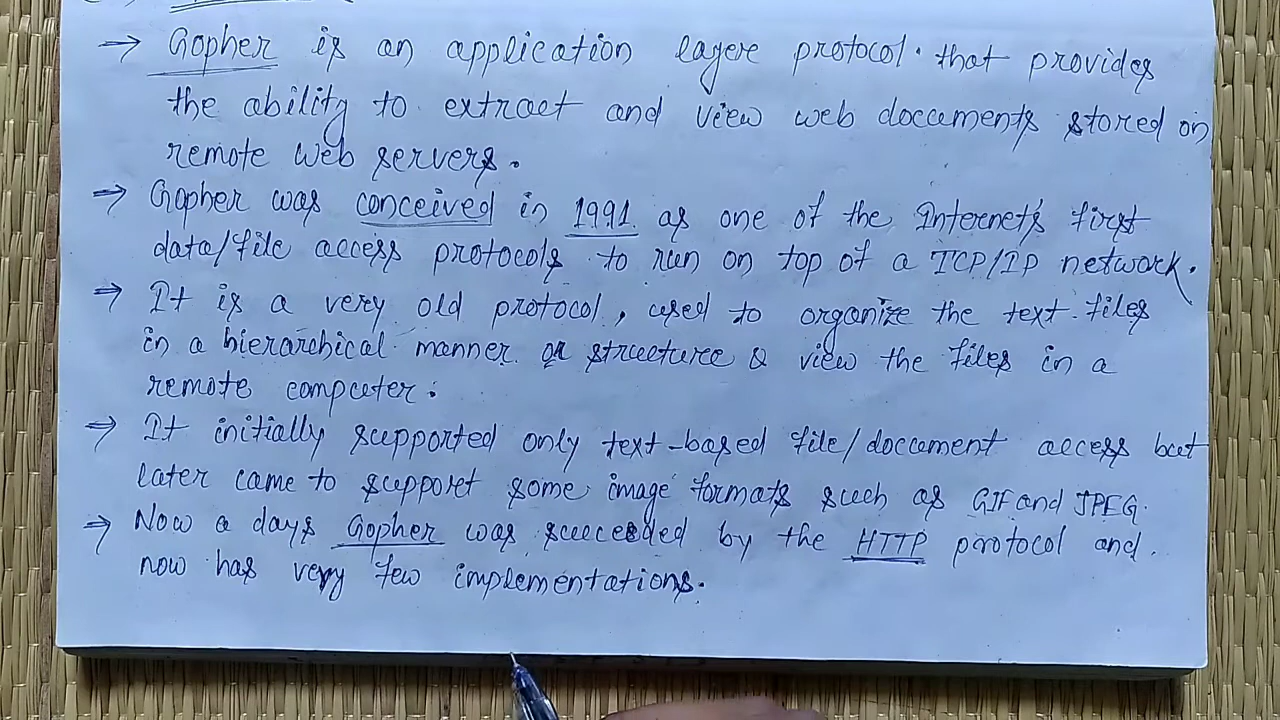 → Gopher is an application layer protocol. that provides
the ability to extract and view web documents stored on
remote web servers.
→ Gopher was conceived in 1991 as one of the Internet's first
data/file access protocols to run on top of a TCP/IP network.
→ It is a very old protocol, used to organize the text files
in a hierarchical manner or structure & view the files in a
remote computer.
→ It initially supported only text-based file/document access but
later came to support some image formats such as GIF and JPEG.
→ Now a days Gopher was succeeded by the HTTP protocol and
now has very few implementations.